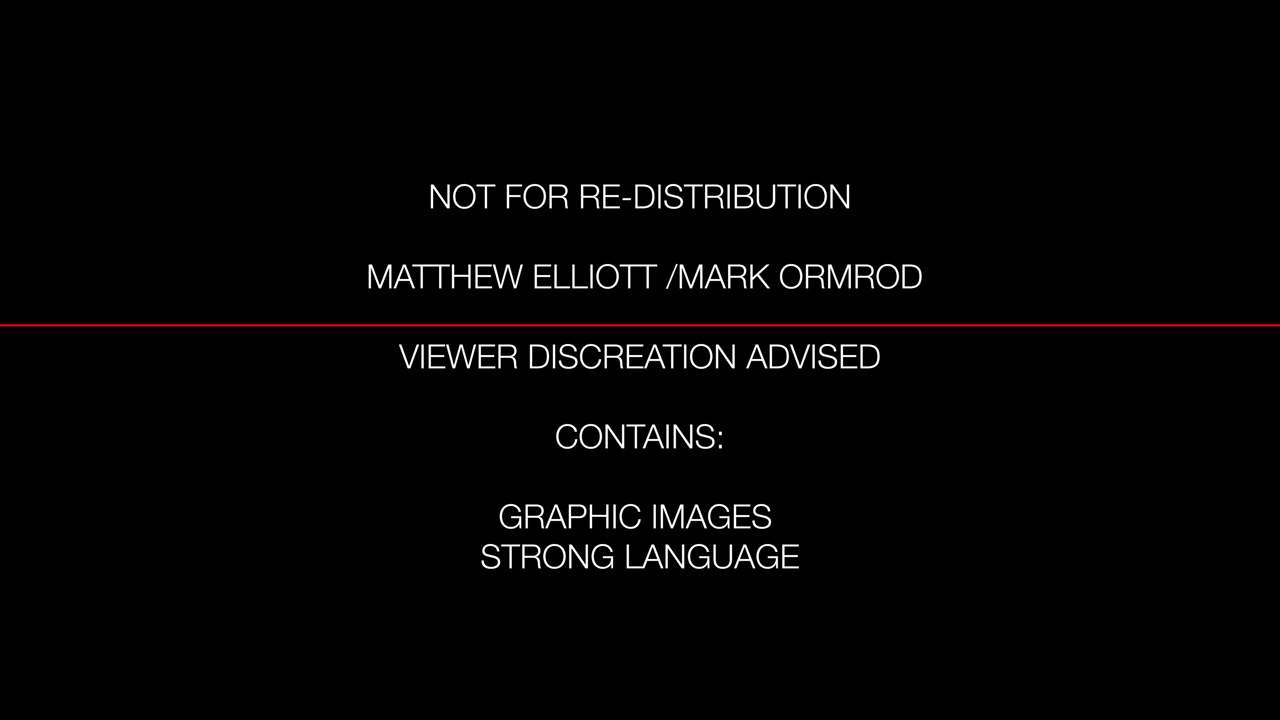 NOT FOR RE-DISTRIBUTION
MATTHEW ELLIOTT /MARK ORMROD
VIEWER DISCREATION ADVISED
CONTAINS:
GRAPHIC IMAGES
STRONG LANGUAGE